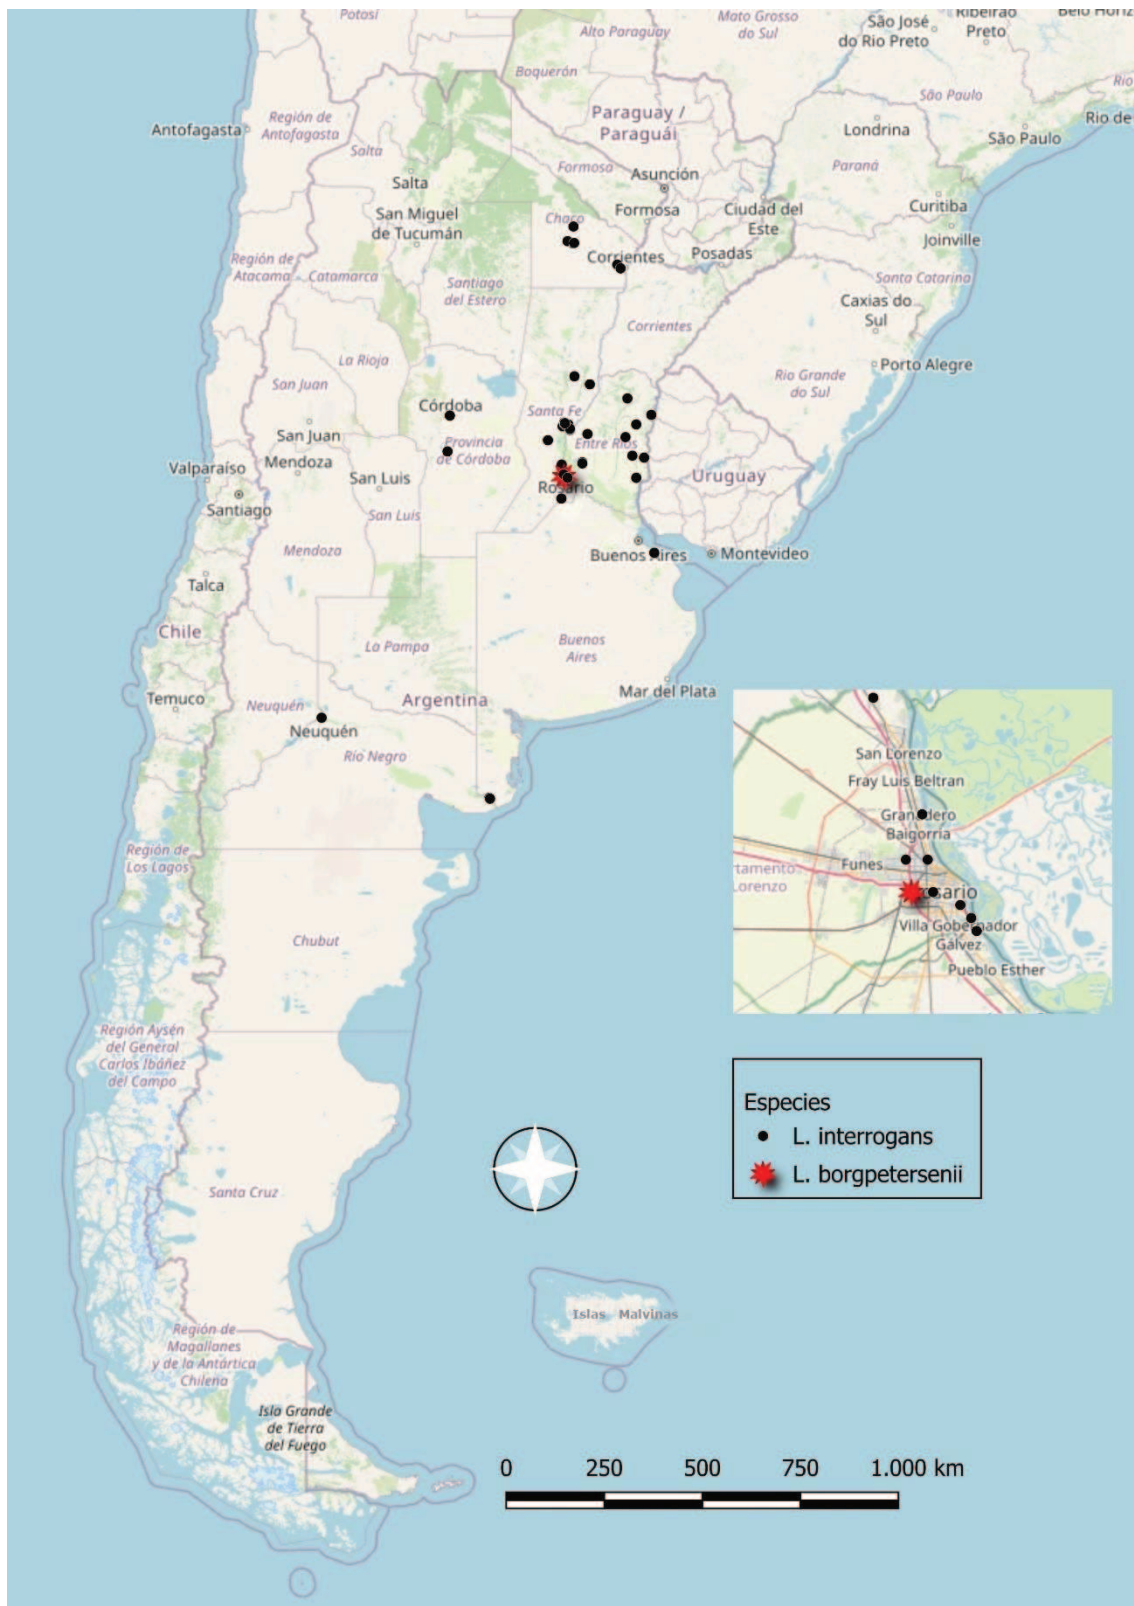 Potosí
Mato Grosso
do Sul
São José
do Rio Preto
Ribeirão
Preto
Belo Horiz
Alto Paraguay
Boquerón
Rio
São Paulo
Antofagasta
Región de
Antofagasta
Paraguay /
Paraguái
Londrina
São Paulo
Rio de
Salta
Salta
Formosa
Asunción
Paraná
San Miguel
de Tucumán
Chaco
Formosa
Ciudad del
Este
Curitiba
Joinville
Región de
Atacama
Catamarca
Santiago
del Estero
Corrientes
Posadas
Santa Catarina
Caxias do
Sul
Corrientes
La Rioja
San Juan
Rio Grande
do Sul
Porto Alegre
Córdoba
Santa Fe
San Juan
Provincia
de Córdoba
Entre Ríos
Valparaíso
Mendoza
San Luis
Rosario
Uruguay
Santiago
San Luis
Mendoza
Buenos Aires
Montevideo
Talca
Chile
La Pampa
Buenos
Aires
Temuco
Neuquén
Argentina
Mar del Plata
Neuquén
Río Negro
San Lorenzo
Fray Luis Beltran
Granadero
Baigorria
Funes
rtamento
Lorenzo
osario
Villa Gobernador
Gálvez
Pueblo Esther
Región de
Los Lagos
Chubut
Región Aysén
del General
Carlos Ibáñez
del Campo
Especies
L. interrogans
L. borgpetersenii
Santa Cruz
Islas Malvinas
Región de
Magallanes
y de la Antártica
Chilena
Isla Grande
de Tierra
del Fuego
0 250 500 750 1.000 km